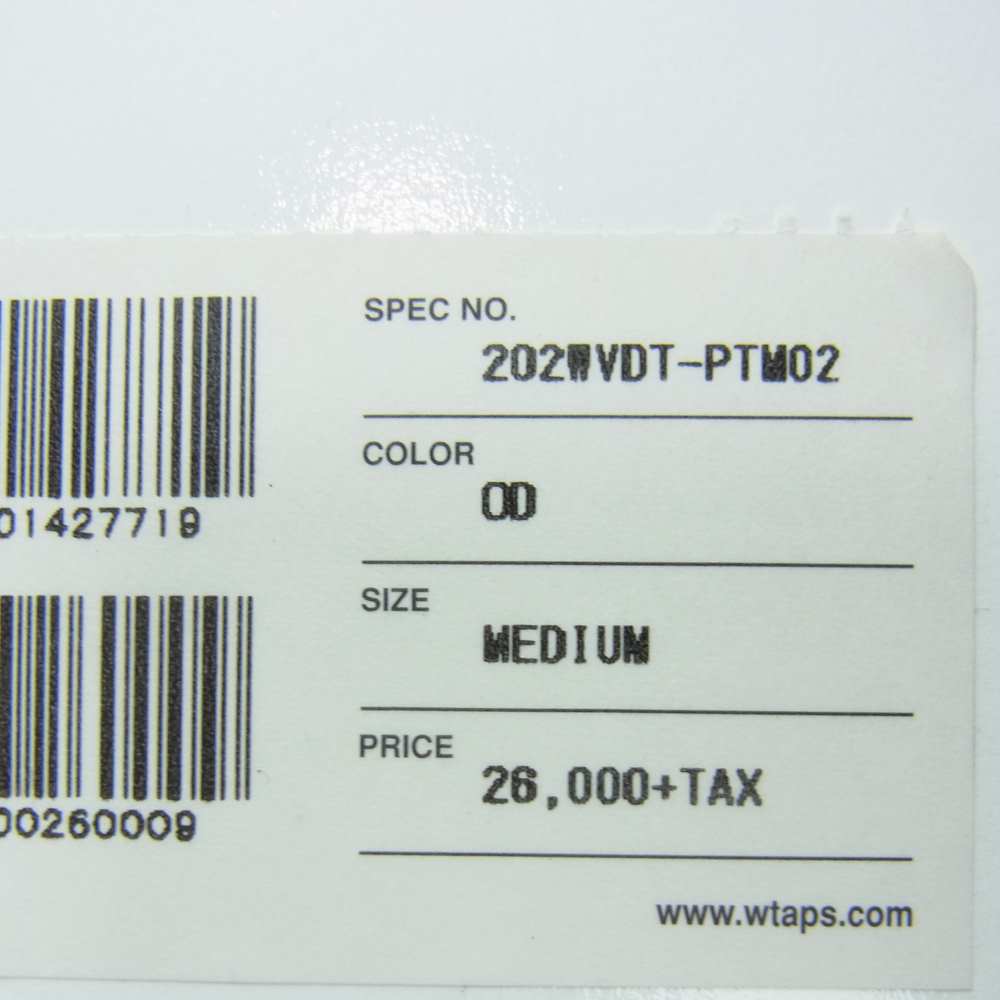 SPEC NO.
202WVDT-PTM02
COLOR
OD
01427719
SIZE
MEDIUM
PRICE
26,000+TAX
00260009
www.wtaps.com